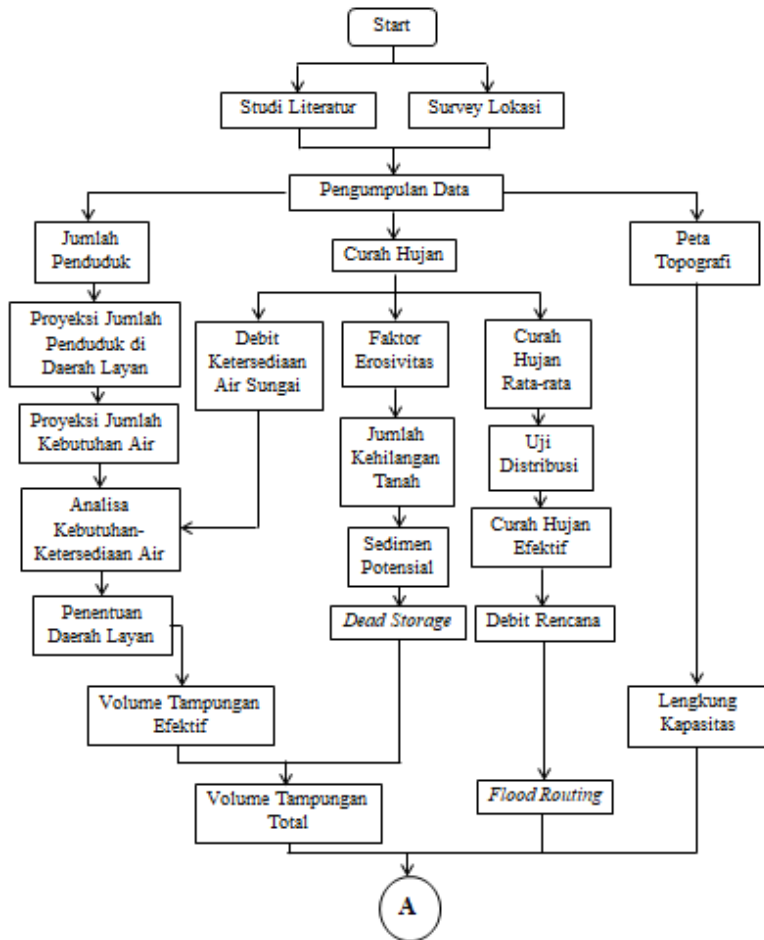 Start
Studi Literatur
Survey Lokasi
Pengumpulan Data
Jumlah
Penduduk
Curah Hujan
Peta
Topografi
Proyeksi Jumlah
Penduduk di
Daerah Layan
Debit
Ketersediaan
Air Sungai
Faktor
Erosivitas
Curah
Hujan
Rata-rata
Proyeksi Jumlah
Kebutuhan Air
Jumlah
Kehilangan
Tanah
Uji
Distribusi
Analisa
Kebutuhan-
Ketersediaan Air
Sedimen
Potensial
Curah Hujan
Efektif
Penentuan
Daerah Layan
Dead Storage
Debit Rencana
Volume Tampungan
Efektif
Lengkung
Kapasitas
Volume Tampungan
Total
Flood Routing
A